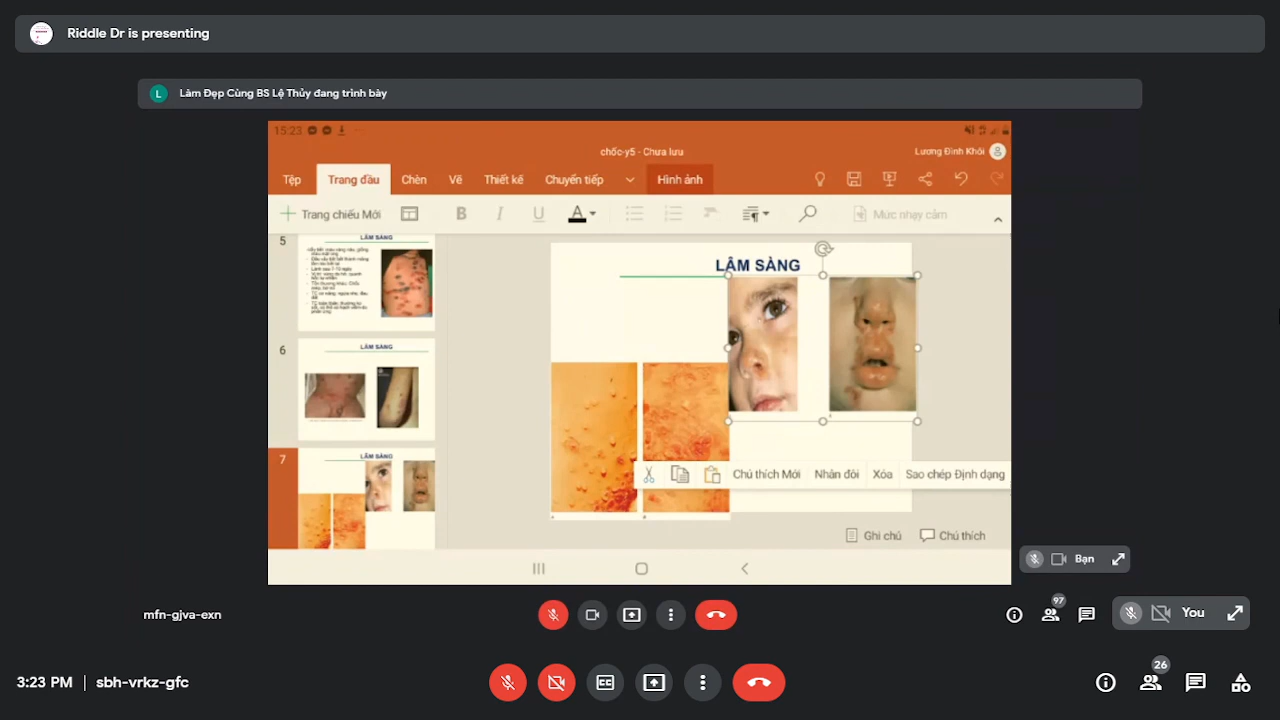 Riddle Dr is presenting
L Làm Đẹp Cùng BS Lệ Thủy đang trình bày
15:23
chốc-y5 - Chưa lưu
Lương Đình Khôi
Tệp Trang đầu Chèn Vẽ Thiết kế Chuyển tiếp Hình ảnh
Trang chiếu Mới B I U A Mức nhạy cảm
5 LÂM SÀNG
6 LÂM SÀNG
7 LÂM SÀNG
LÂM SÀNG
Chú thích Mới Nhân đôi Xóa Sao chép Định dạng
Ghi chú Chú thích
Bạn
mfn-gjva-exn 97 You
3:23 PM | sbh-vrkz-gfc CC 26